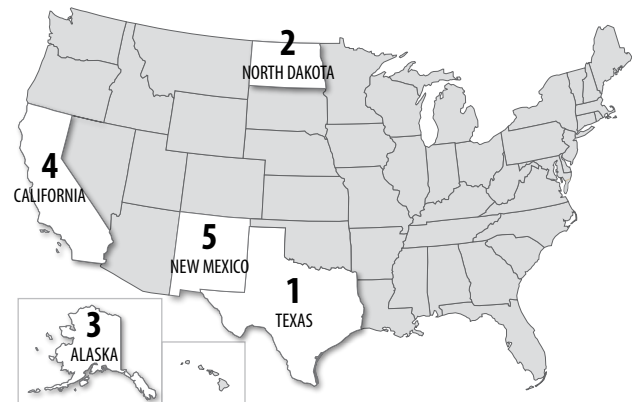 2
NORTH DAKOTA
4
CALIFORNIA
5
NEW MEXICO
1
TEXAS
3
ALASKA